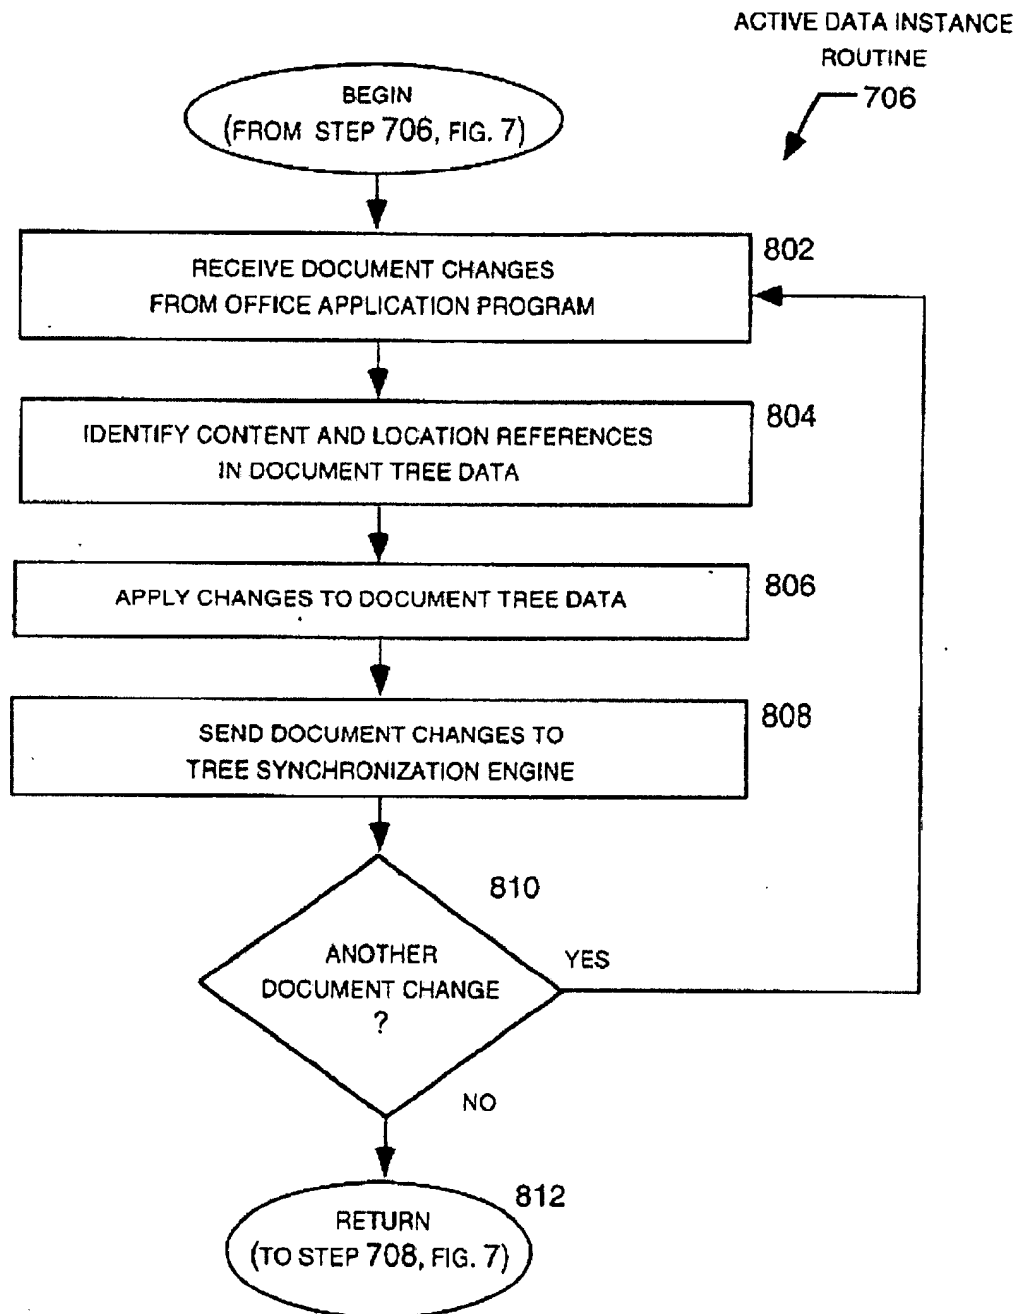 ACTIVE DATA INSTANCE
ROUTINE
706
BEGIN
(FROM STEP 706, FIG. 7)
802
RECEIVE DOCUMENT CHANGES
FROM OFFICE APPLICATION PROGRAM
804
IDENTIFY CONTENT AND LOCATION REFERENCES
IN DOCUMENT TREE DATA
806
APPLY CHANGES TO DOCUMENT TREE DATA
808
SEND DOCUMENT CHANGES TO
TREE SYNCHRONIZATION ENGINE
810
ANOTHER
DOCUMENT CHANGE
?
YES
NO
812
RETURN
(TO STEP 708, FIG. 7)